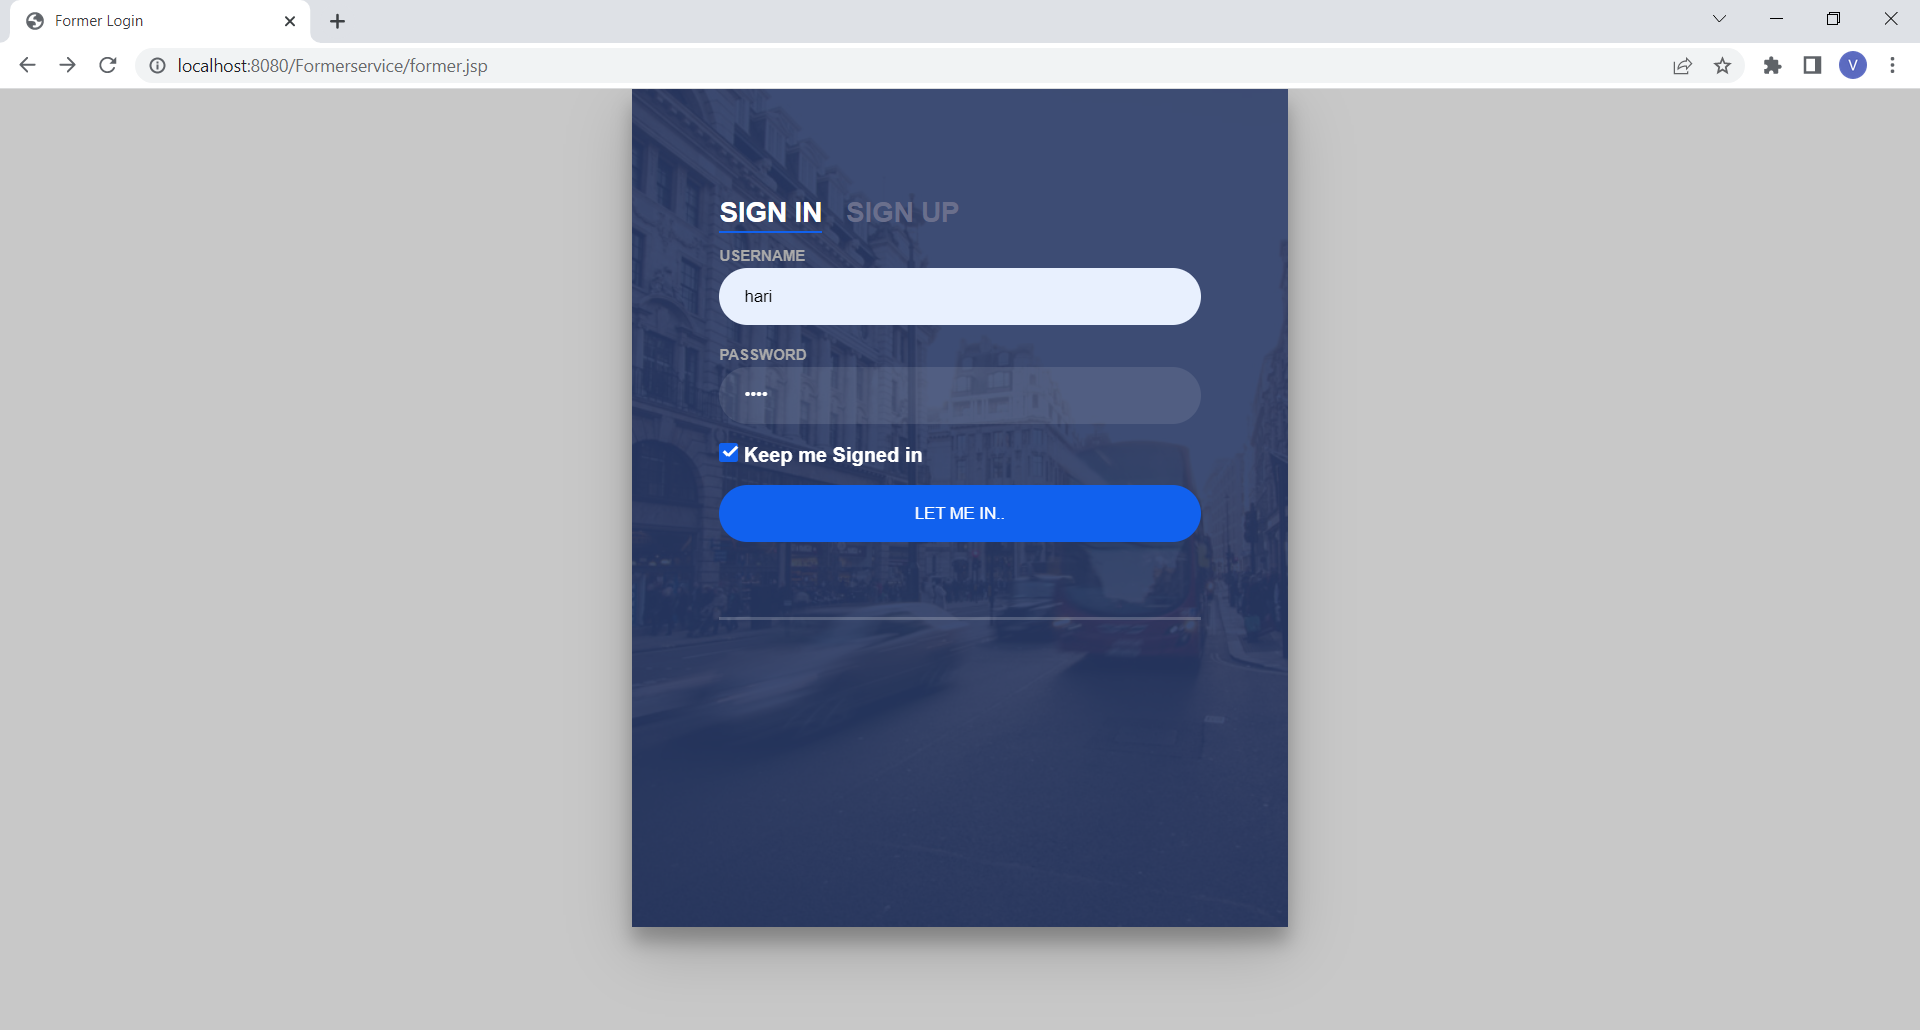 Former Login
localhost:8080/Formerservice/former.jsp
V
SIGN IN SIGN UP
USERNAME
hari
PASSWORD
••••
Keep me Signed in
LET ME IN..